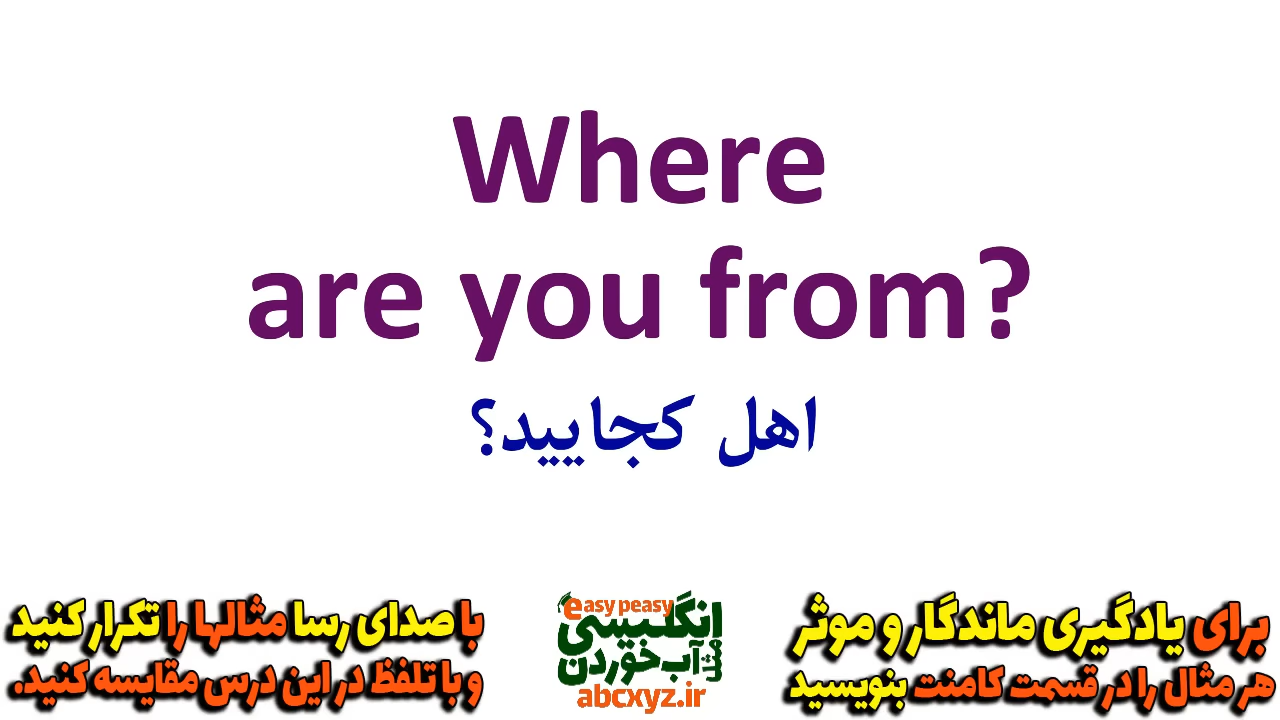 Where
are you from?
اهل کجایید؟
برای یادگیری ماندگار و موثر
هر مثال را در قسمت کامنت بنویسید
easy peasy
انگلیسی
مثل آب خوردن
abcxyz.ir
با صدای رسا مثالها را تکرار کنید
و با تلفظ در این درس مقایسه کنید.